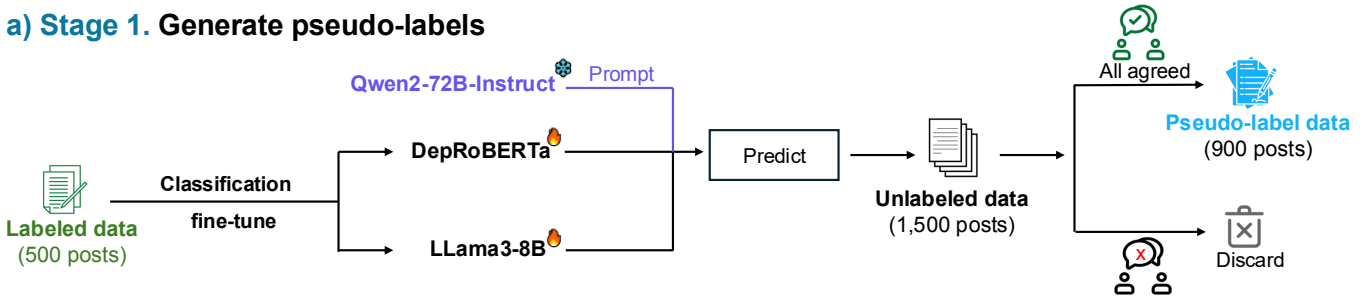 a) Stage 1. Generate pseudo-labels
Qwen2-72B-Instruct
Prompt
All agreed
Pseudo-label data
(900 posts)
DepRoBERTa
Predict
Classification
fine-tune
Labeled data
(500 posts)
Unlabeled data
(1,500 posts)
LLama3-8B
X
Discard